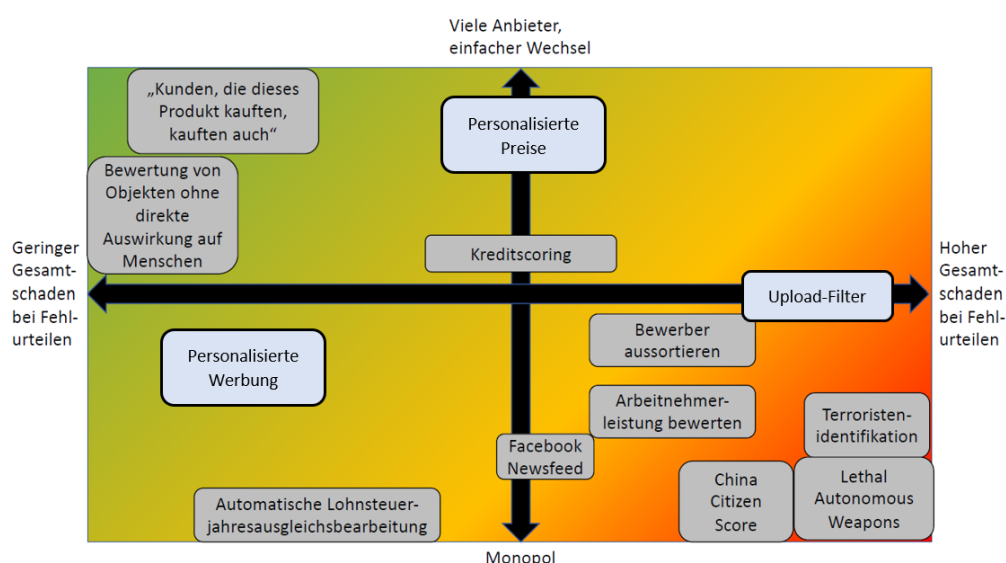 Viele Anbieter,
einfacher Wechsel
„Kunden, die dieses
Produkt kauften,
kauften auch“
Personalisierte
Preise
Bewertung von
Objekten ohne
direkte
Auswirkung auf
Menschen
Kreditscoring
Geringer
Gesamt-
schaden
bei Fehl-
urteilen
Hoher
Gesamt-
schaden
bei Fehl-
urteilen
Upload-Filter
Bewerber
aussortieren
Personalisierte
Werbung
Arbeitnehmer-
leistung bewerten
Terroristen-
identifikation
Facebook
Newsfeed
China
Citizen
Score
Lethal
Autonomous
Weapons
Automatische Lohnsteuer-
jahresausgleichsbearbeitung
Monopol